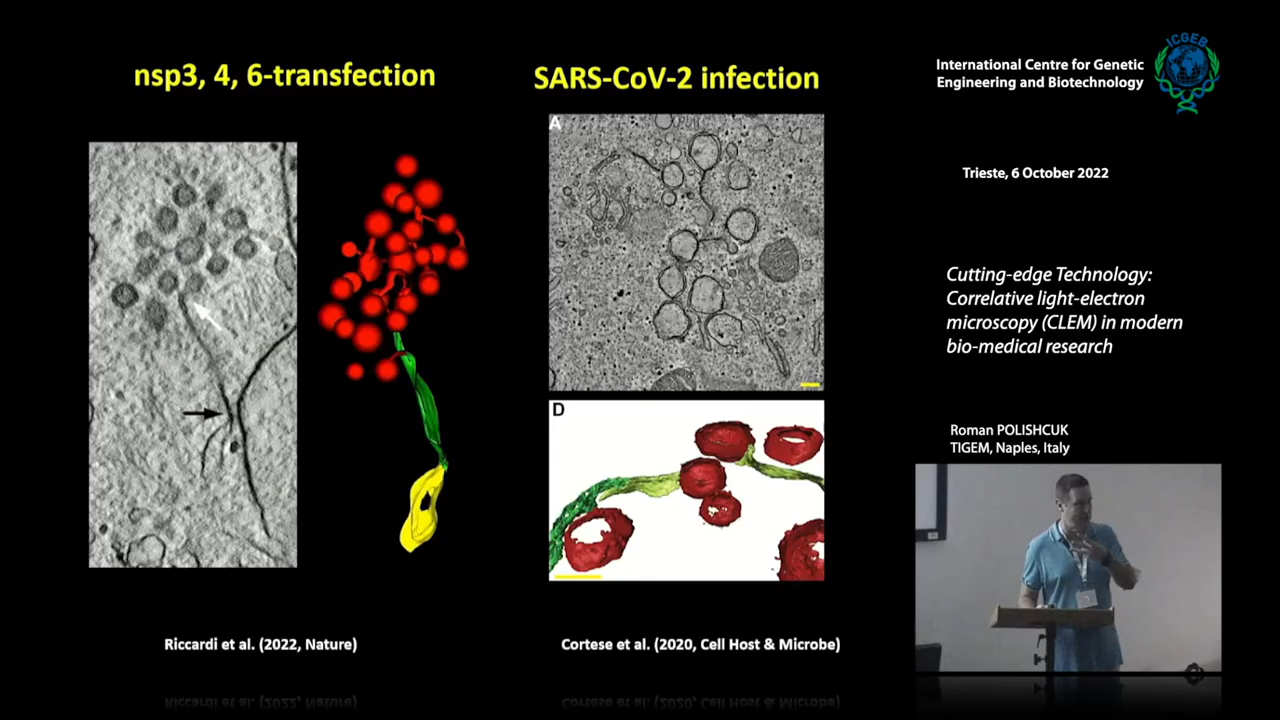 nsp3, 4, 6-transfection
SARS-CoV-2 infection
A
D
Riccardi et al. (2022, Nature)
Cortese et al. (2020, Cell Host & Microbe)
International Centre for Genetic
Engineering and Biotechnology
ICGEB
Trieste, 6 October 2022
Cutting-edge Technology:
Correlative light-electron
microscopy (CLEM) in modern
bio-medical research
Roman POLISHCUK
TIGEM, Naples, Italy